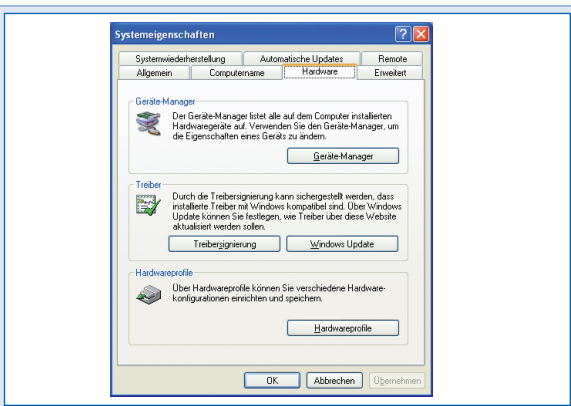 Systemeigenschaften
Systemwiederherstellung Automatische Updates Remote
Allgemein Computername Hardware Erweitert
Geräte-Manager
Der Geräte-Manager listet alle auf dem Computer installierten
Hardwaregeräte auf. Verwenden Sie den Geräte-Manager, um
die Eigenschaften eines Geräts zu ändern.
Geräte-Manager
Treiber
Durch die Treibersignierung kann sichergestellt werden, dass
installierte Treiber mit Windows kompatibel sind. Über Windows
Update können Sie festlegen, wie Treiber über diese Website
aktualisiert werden sollen.
Treibersignierung Windows Update
Hardwareprofile
Über Hardwareprofile können Sie verschiedene Hardware-
konfigurationen einrichten und speichern.
Hardwareprofile
OK Abbrechen Übernehmen